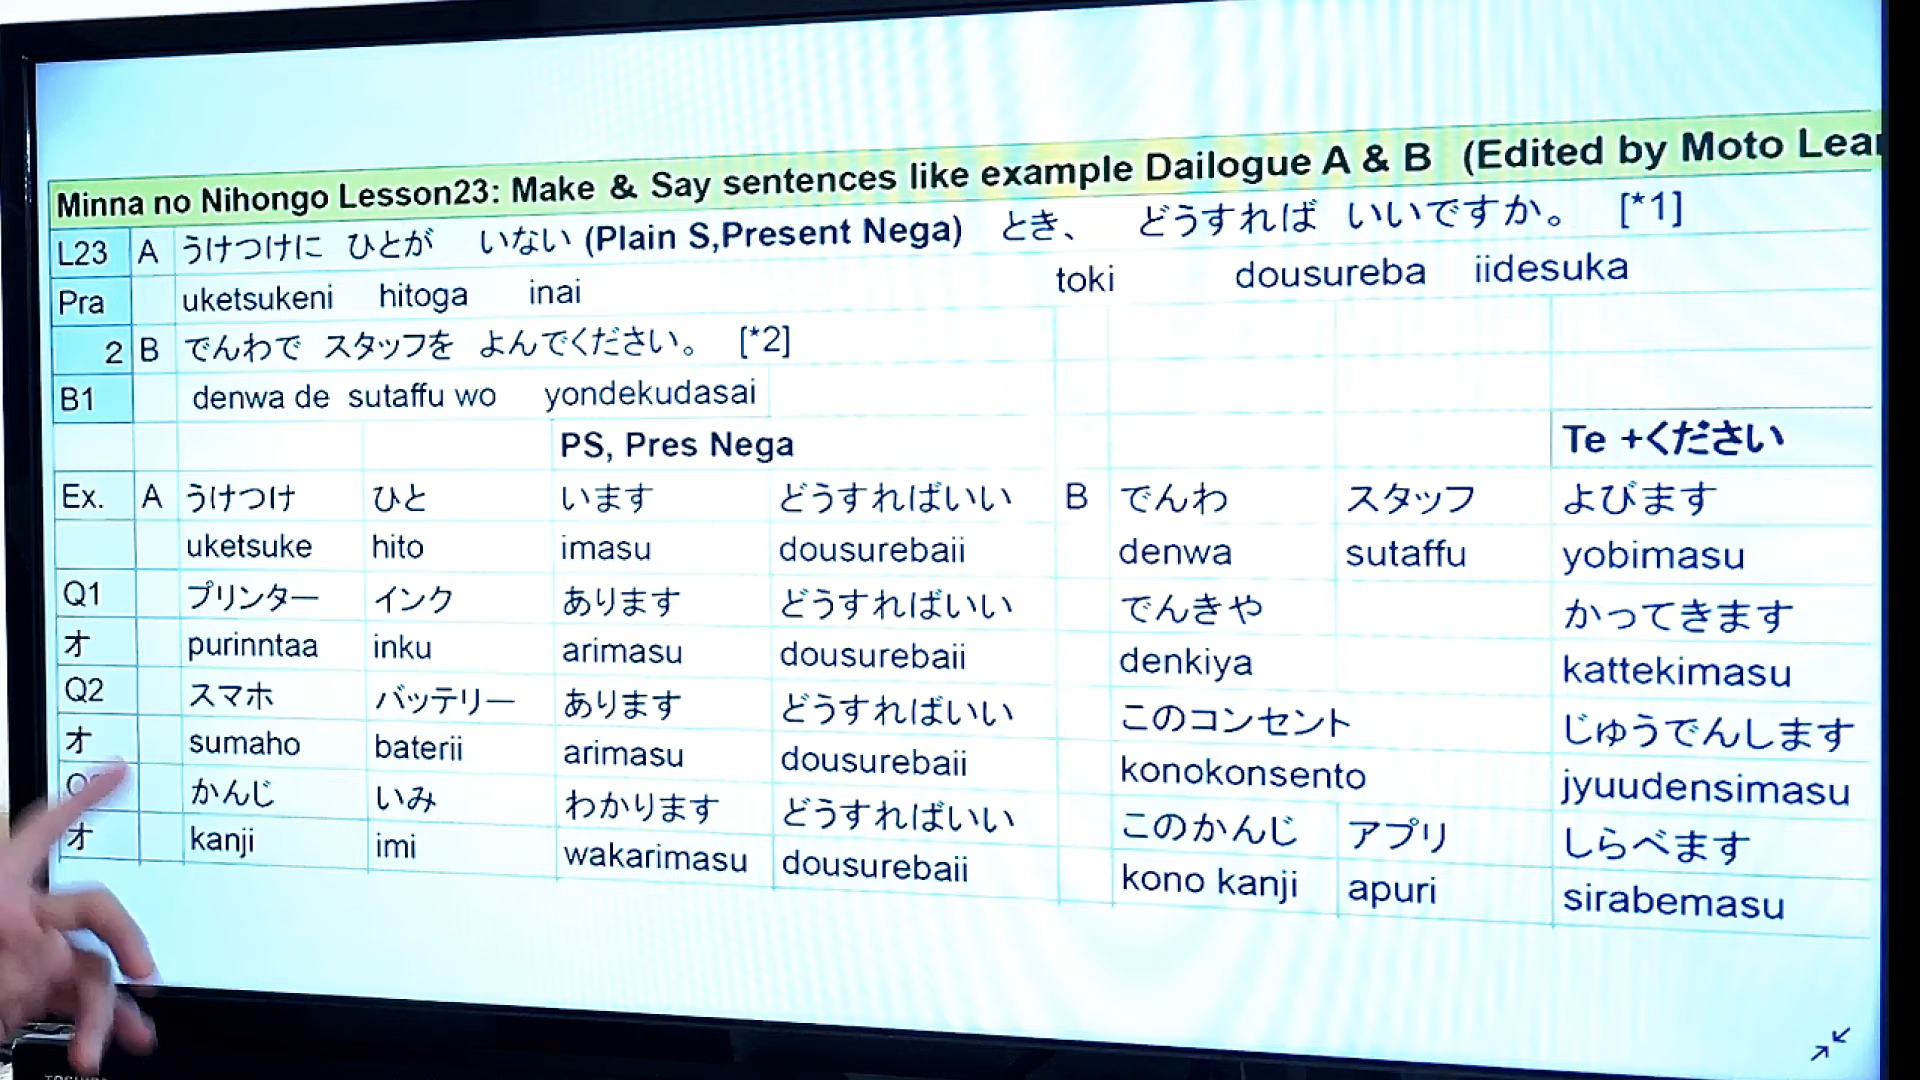 Minna no Nihongo Lesson23: Make & Say sentences like example Dailogue A & B (Edited by Moto Lear
L23 A うけつけに ひとが いない (Plain S,Present Nega) とき、 どうすれば いいですか。 [*1]
Pra uketsukeni hitoga inai toki dousureba iidesuka
2 B でんわで スタッフを よんでください。 [*2]
B1 denwa de sutaffu wo yondekudasai
PS, Pres Nega Te +ください
Ex. A うけつけ ひと います どうすればいい B でんわ スタッフ よびます
uketsuke hito imasu dousurebaii denwa sutaffu yobimasu
Q1 プリンター インク あります どうすればいい でんきや かってきます
オ purinntaa inku arimasu dousurebaii denkiya kattekimasu
Q2 スマホ バッテリー あります どうすればいい このコンセント じゅうでんします
オ sumaho baterii arimasu dousurebaii konokonsento jyuudensimasu
かんじ いみ わかります どうすればいい このかんじ アプリ しらべます
オ kanji imi wakarimasu dousurebaii kono kanji apuri sirabemasu